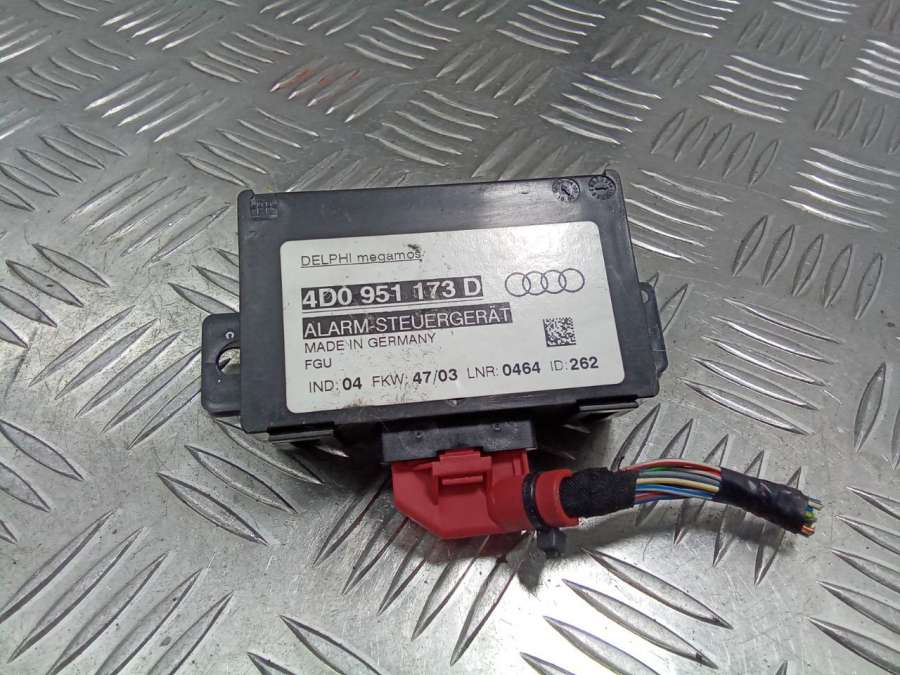 DELPHI megamos
4D0 951 173 D
ALARM-STEUERGERÄT
MADE IN GERMANY
FGU
IND: 04 FKW: 47/03 LNR: 0464 ID: 262